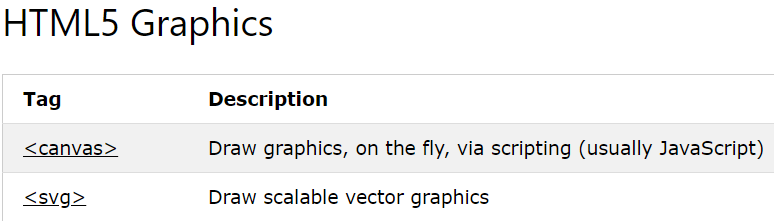 HTML5 Graphics
Tag Description
<canvas> Draw graphics, on the fly, via scripting (usually JavaScript)
<svg> Draw scalable vector graphics